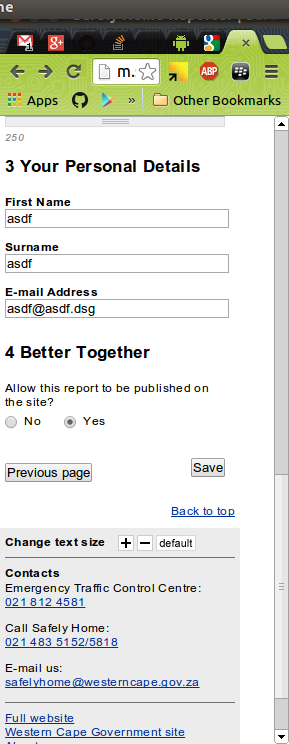 me
m.
ABP
Apps
»
Other Bookmarks
250
3 Your Personal Details
First Name
asdf
Surname
asdf
E-mail Address
asdf@asdf.dsg
4 Better Together
Allow this report to be published on
the site?
No Yes
Previous page Save
Back to top
Change text size + – default
Contacts
Emergency Traffic Control Centre:
021 812 4581
Call Safely Home:
021 483 5152/5818
E-mail us:
safelyhome@westerncape.gov.za
Full website
Western Cape Government site